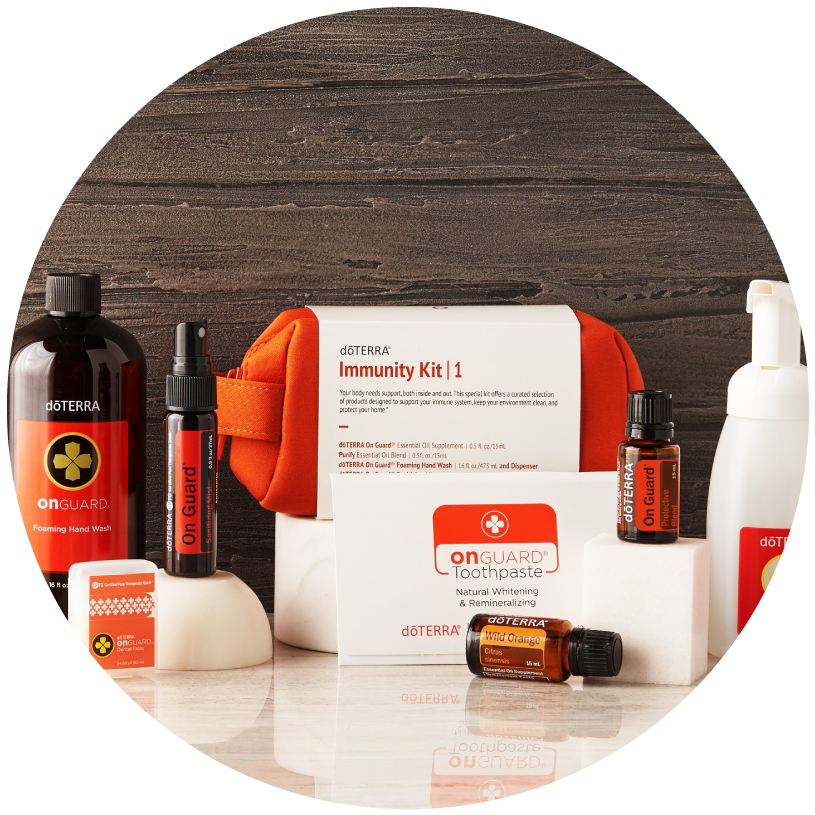 dōTERRA®
Immunity Kit | 1
Your body needs support, both inside and out. This special kit offers a curated selection
of products designed to support your immune system, keep your environment clean, and
protect your home.*
dōTERRA On Guard® Essential Oil Supplement | 0.5 fl. oz./15mL
Purify Essential Oil Blend | 0.5fl. oz./15mL
dōTERRA On Guard® Foaming Hand Wash | 16 fl oz./473 mL and Dispenser
dōTERRA
onGUARD
Foaming Hand Wash
16 fl oz
dōTERRA
On Guard®
dōTERRA
onGUARD
Dental Floss
onGUARD®
Toothpaste
Natural Whitening
& Remineralizing
dōTERRA®
dōTERRA
On Guard®
Protective
Blend
15 mL
dōTERRA
Wild Orange
Citrus
sinensis
15 mL
Essential Oil Supplement
dōT